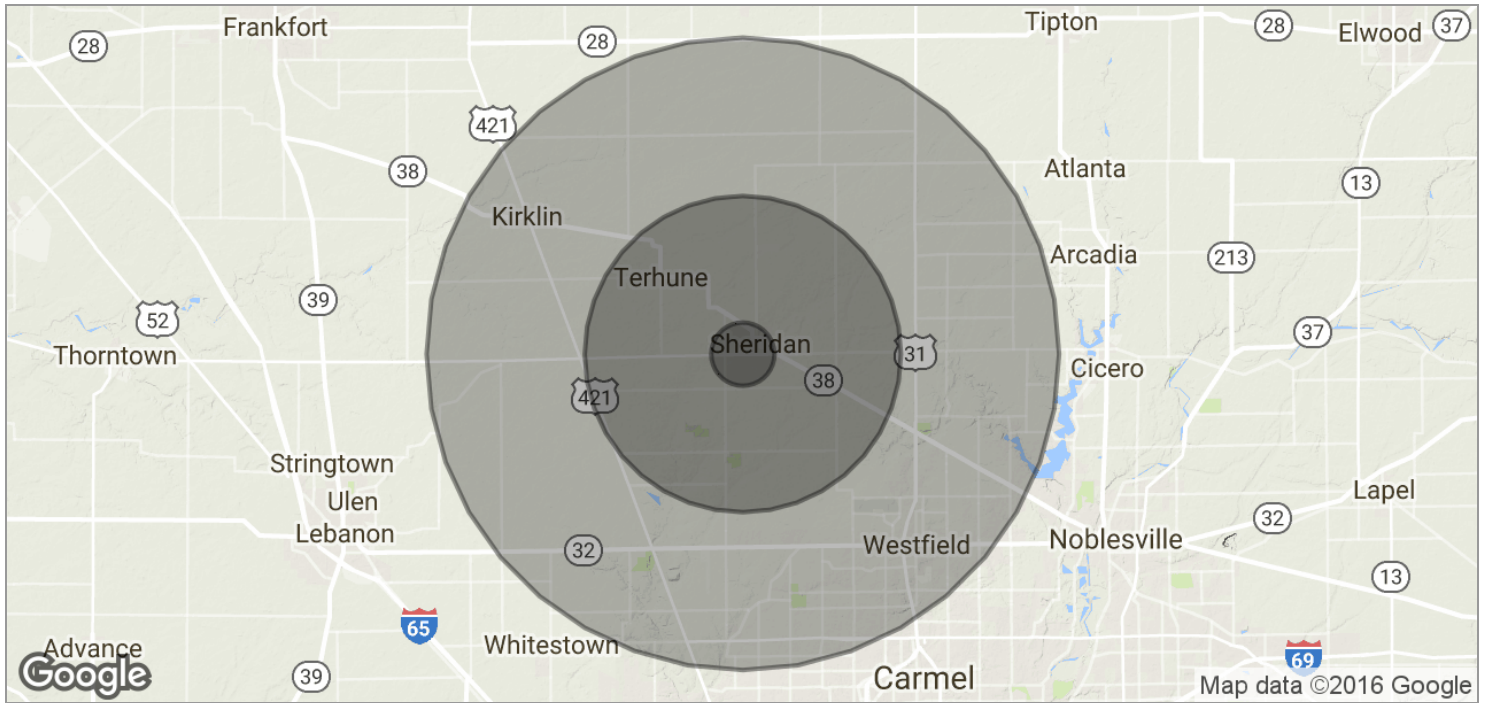 Frankfort
28
28
Tipton
28
Elwood
37
421
38
Atlanta
13
Kirklin
Arcadia
213
Terhune
39
52
37
Thorntown
Sheridan
31
Cicero
38
421
Stringtown
Ulen
Lebanon
Lapel
32
32
Westfield
Noblesville
13
65
Whitestown
Advance
39
69
Carmel
Google
Map data ©2016 Google